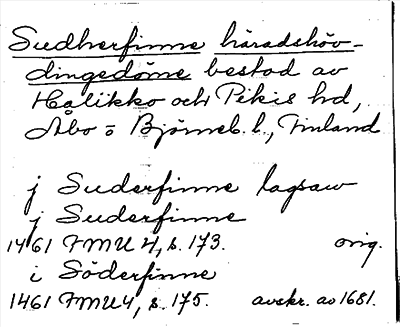 Sudherfinne häradshöv-
dingedöme bestod av
Halikko och Pikis hd,
Åbo o Björneb. l., Finland
j Suderfinne lagsaw
j Suderfinne
1461 FMU 4, s. 173. orig.
i Söderfinne
1461 FMU 4, s. 175. avskr. av 1681.